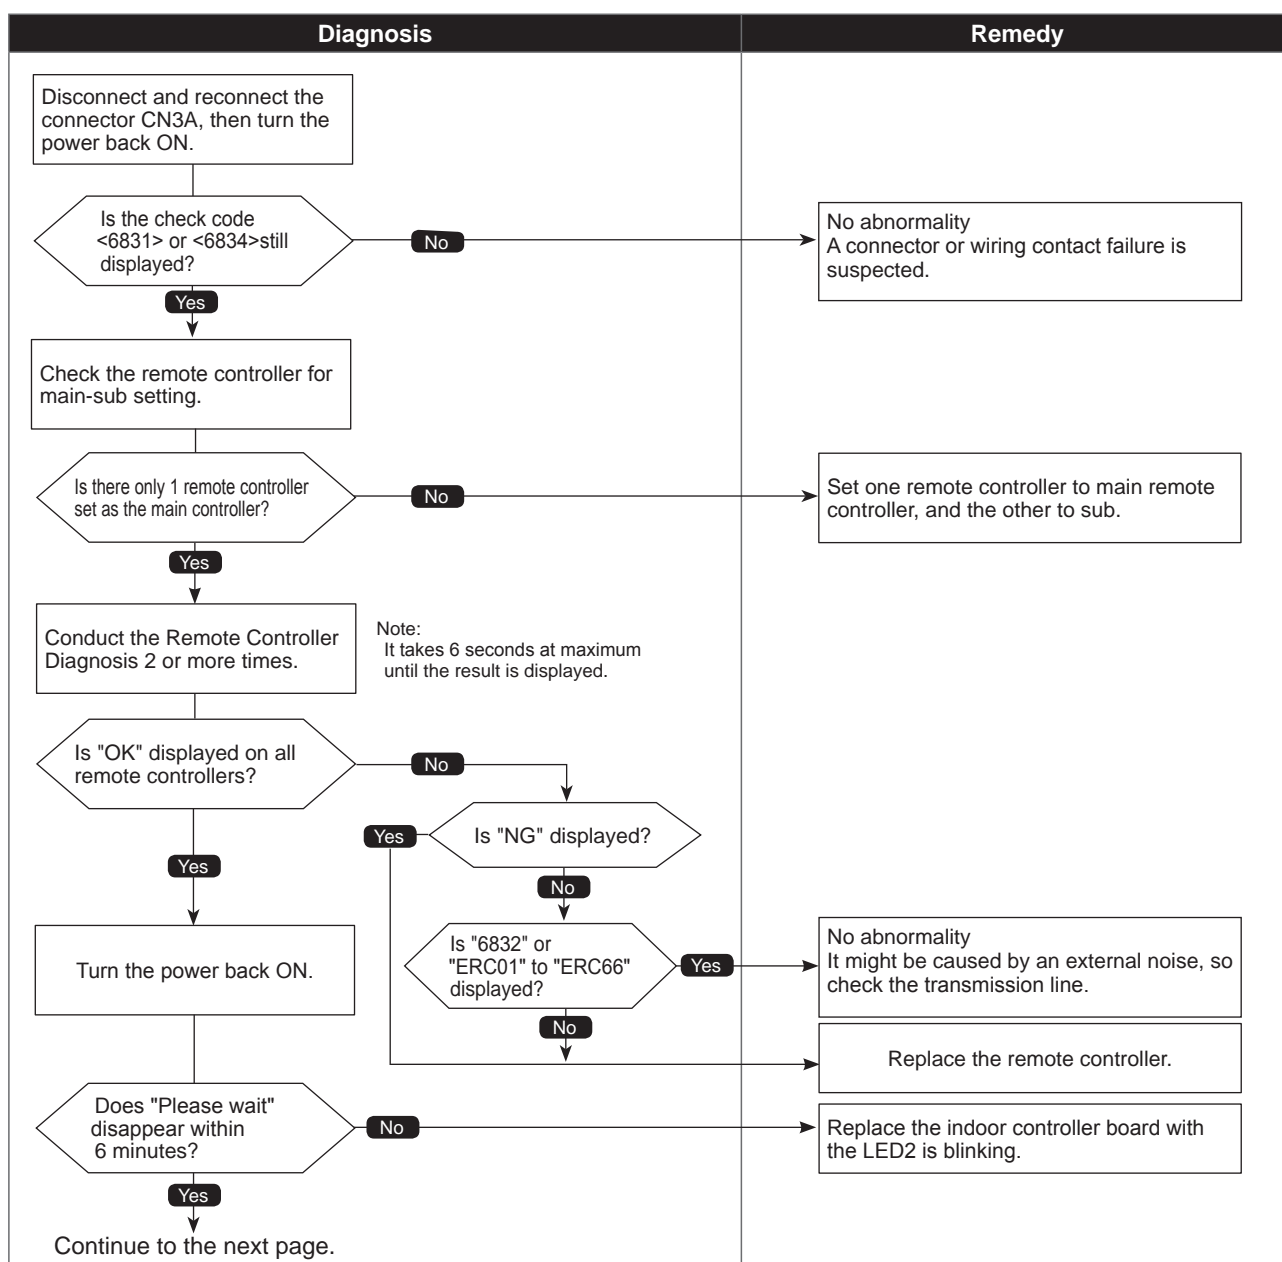 Diagnosis
Remedy
Disconnect and reconnect the
connector CN3A, then turn the
power back ON.
Is the check code
<6831> or <6834>still
displayed?
No
No abnormality
A connector or wiring contact failure is
suspected.
Yes
Check the remote controller for
main-sub setting.
Is there only 1 remote controller
set as the main controller?
No
Set one remote controller to main remote
controller, and the other to sub.
Yes
Conduct the Remote Controller
Diagnosis 2 or more times.
Note:
It takes 6 seconds at maximum
until the result is displayed.
Is "OK" displayed on all
remote controllers?
No
Is "NG" displayed?
Yes
No
Yes
Is "6832" or
"ERC01" to "ERC66"
displayed?
Yes
No abnormality
It might be caused by an external noise, so
check the transmission line.
No
Replace the remote controller.
Turn the power back ON.
Does "Please wait"
disappear within
6 minutes?
No
Replace the indoor controller board with
the LED2 is blinking.
Yes
Continue to the next page.